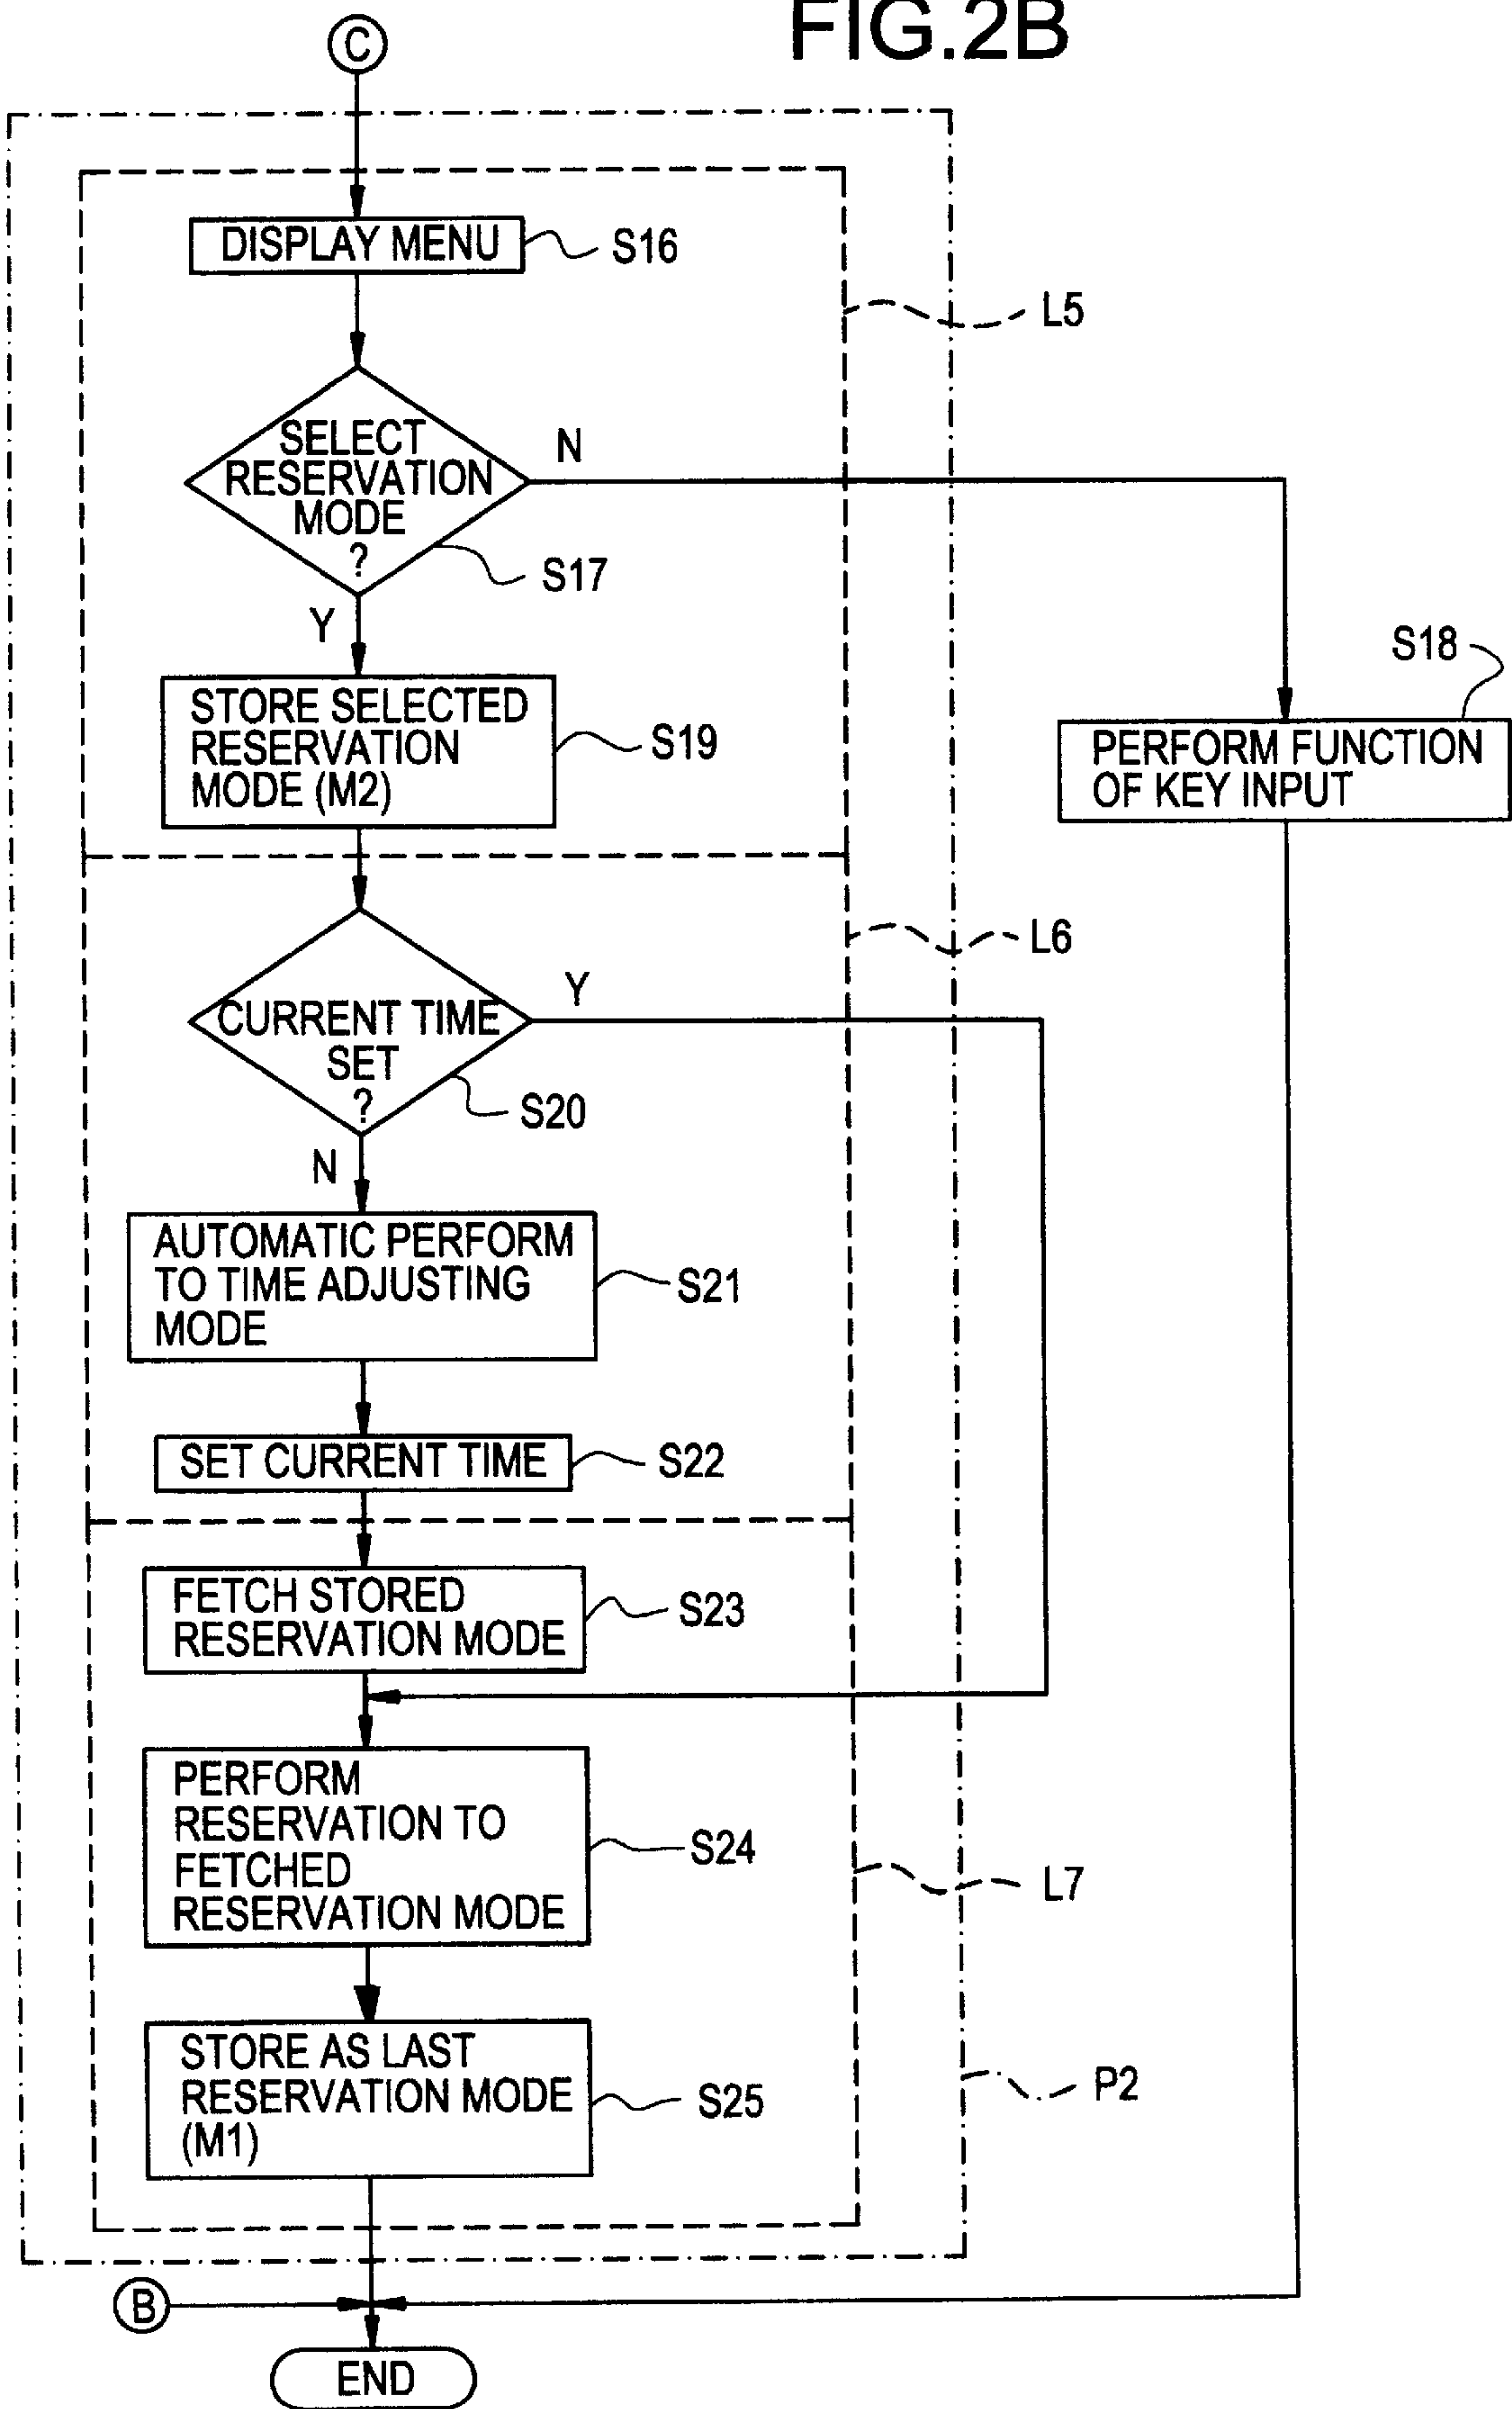 FIG.2B
C
DISPLAY MENU
S16
L5
SELECT
RESERVATION
MODE
?
N
S17
Y
S18
STORE SELECTED
RESERVATION
MODE (M2)
S19
PERFORM FUNCTION
OF KEY INPUT
L6
CURRENT TIME
SET
?
Y
S20
N
AUTOMATIC PERFORM
TO TIME ADJUSTING
MODE
S21
SET CURRENT TIME
S22
FETCH STORED
RESERVATION MODE
S23
PERFORM
RESERVATION TO
FETCHED
RESERVATION MODE
S24
L7
STORE AS LAST
RESERVATION MODE
(M1)
S25
P2
B
END